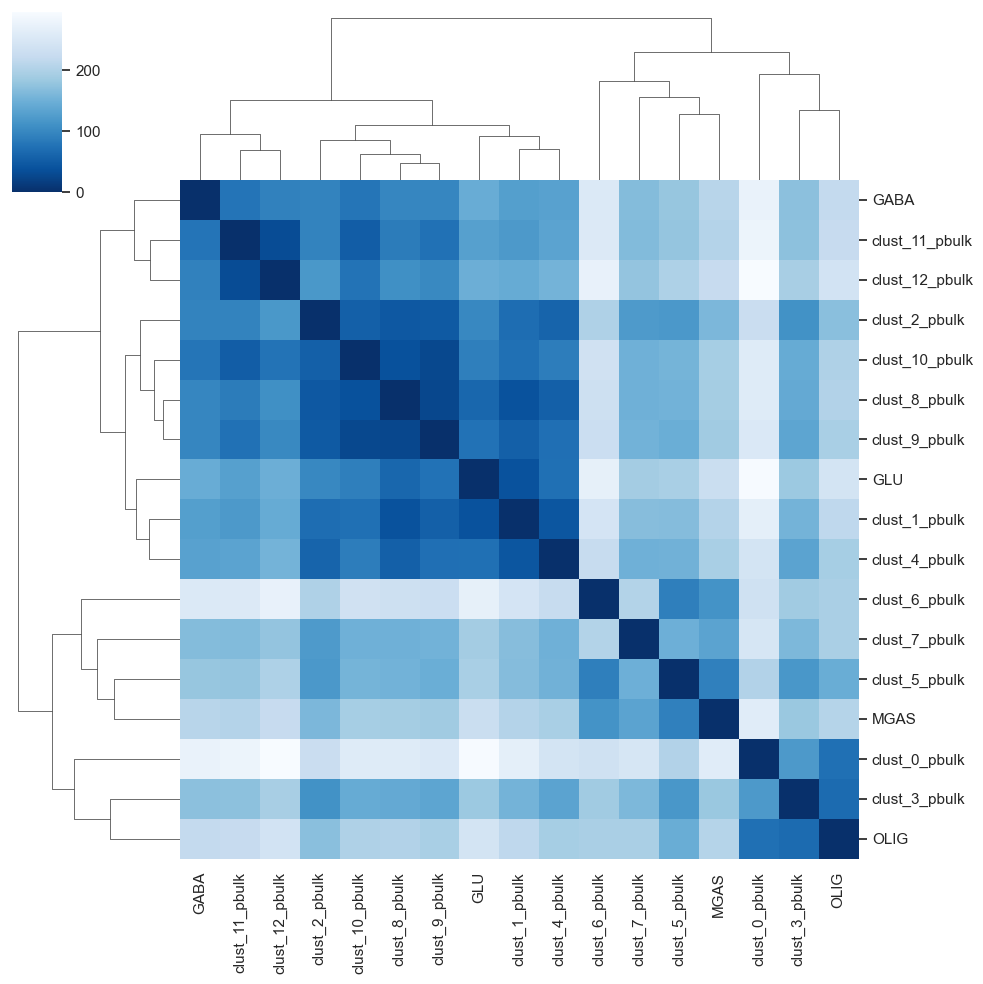 200
100
0
GABA
clust_11_pbulk
clust_12_pbulk
clust_2_pbulk
clust_10_pbulk
clust_8_pbulk
clust_9_pbulk
GLU
clust_1_pbulk
clust_4_pbulk
clust_6_pbulk
clust_7_pbulk
clust_5_pbulk
MGAS
clust_0_pbulk
clust_3_pbulk
OLIG
GABA
clust_11_pbulk
clust_12_pbulk
clust_2_pbulk
clust_10_pbulk
clust_8_pbulk
clust_9_pbulk
GLU
clust_1_pbulk
clust_4_pbulk
clust_6_pbulk
clust_7_pbulk
clust_5_pbulk
MGAS
clust_0_pbulk
clust_3_pbulk
OLIG